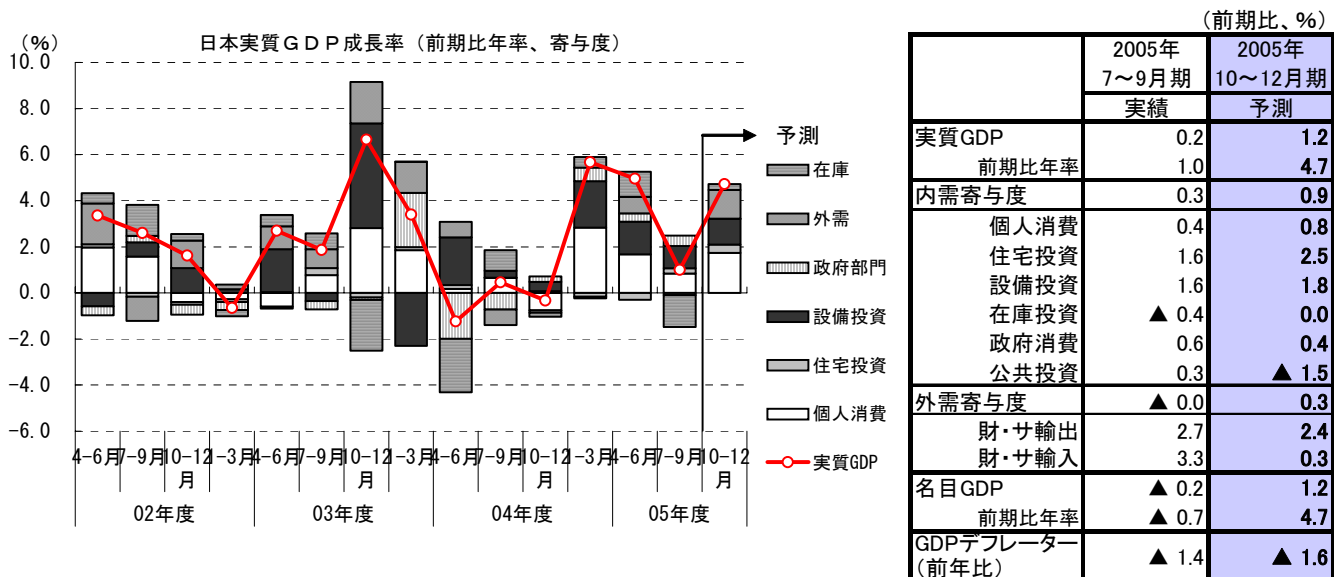 (前期比、%)
(%)
日本実質GDP成長率(前期比年率、寄与度)
10.0
8.0
6.0
4.0
2.0
0.0
-2.0
-4.0
-6.0
予測
在庫
外需
政府部門
設備投資
住宅投資
個人消費
実質GDP
4-6月 7-9月 10-12月 1-3月 4-6月 7-9月 10-12月 1-3月 4-6月 7-9月 10-12月 1-3月 4-6月 7-9月 10-12月
02年度 03年度 04年度 05年度
2005年 2005年
7~9月期 10~12月期
実績 予測
実質GDP 0.2 1.2
前期比年率 1.0 4.7
内需寄与度 0.3 0.9
個人消費 0.4 0.8
住宅投資 1.6 2.5
設備投資 1.6 1.8
在庫投資 ▲ 0.4 0.0
政府消費 0.6 0.4
公共投資 0.3 ▲ 1.5
外需寄与度 ▲ 0.0 0.3
財・サ輸出 2.7 2.4
財・サ輸入 3.3 0.3
名目GDP ▲ 0.2 1.2
前期比年率 ▲ 0.7 4.7
GDPデフレーター
(前年比) ▲ 1.4 ▲ 1.6